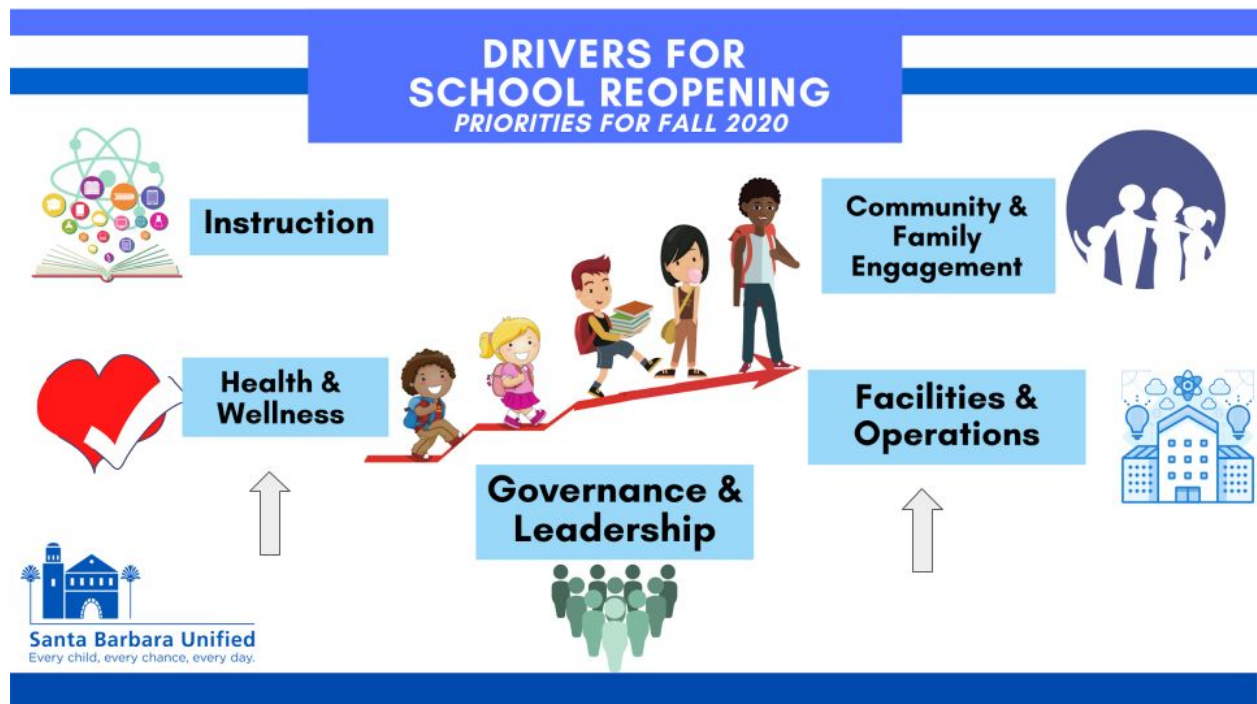 DRIVERS FOR
SCHOOL REOPENING
PRIORITIES FOR FALL 2020
Instruction
Community &
Family
Engagement
Health &
Wellness
Facilities &
Operations
Governance &
Leadership
Santa Barbara Unified
Every child, every chance, every day.